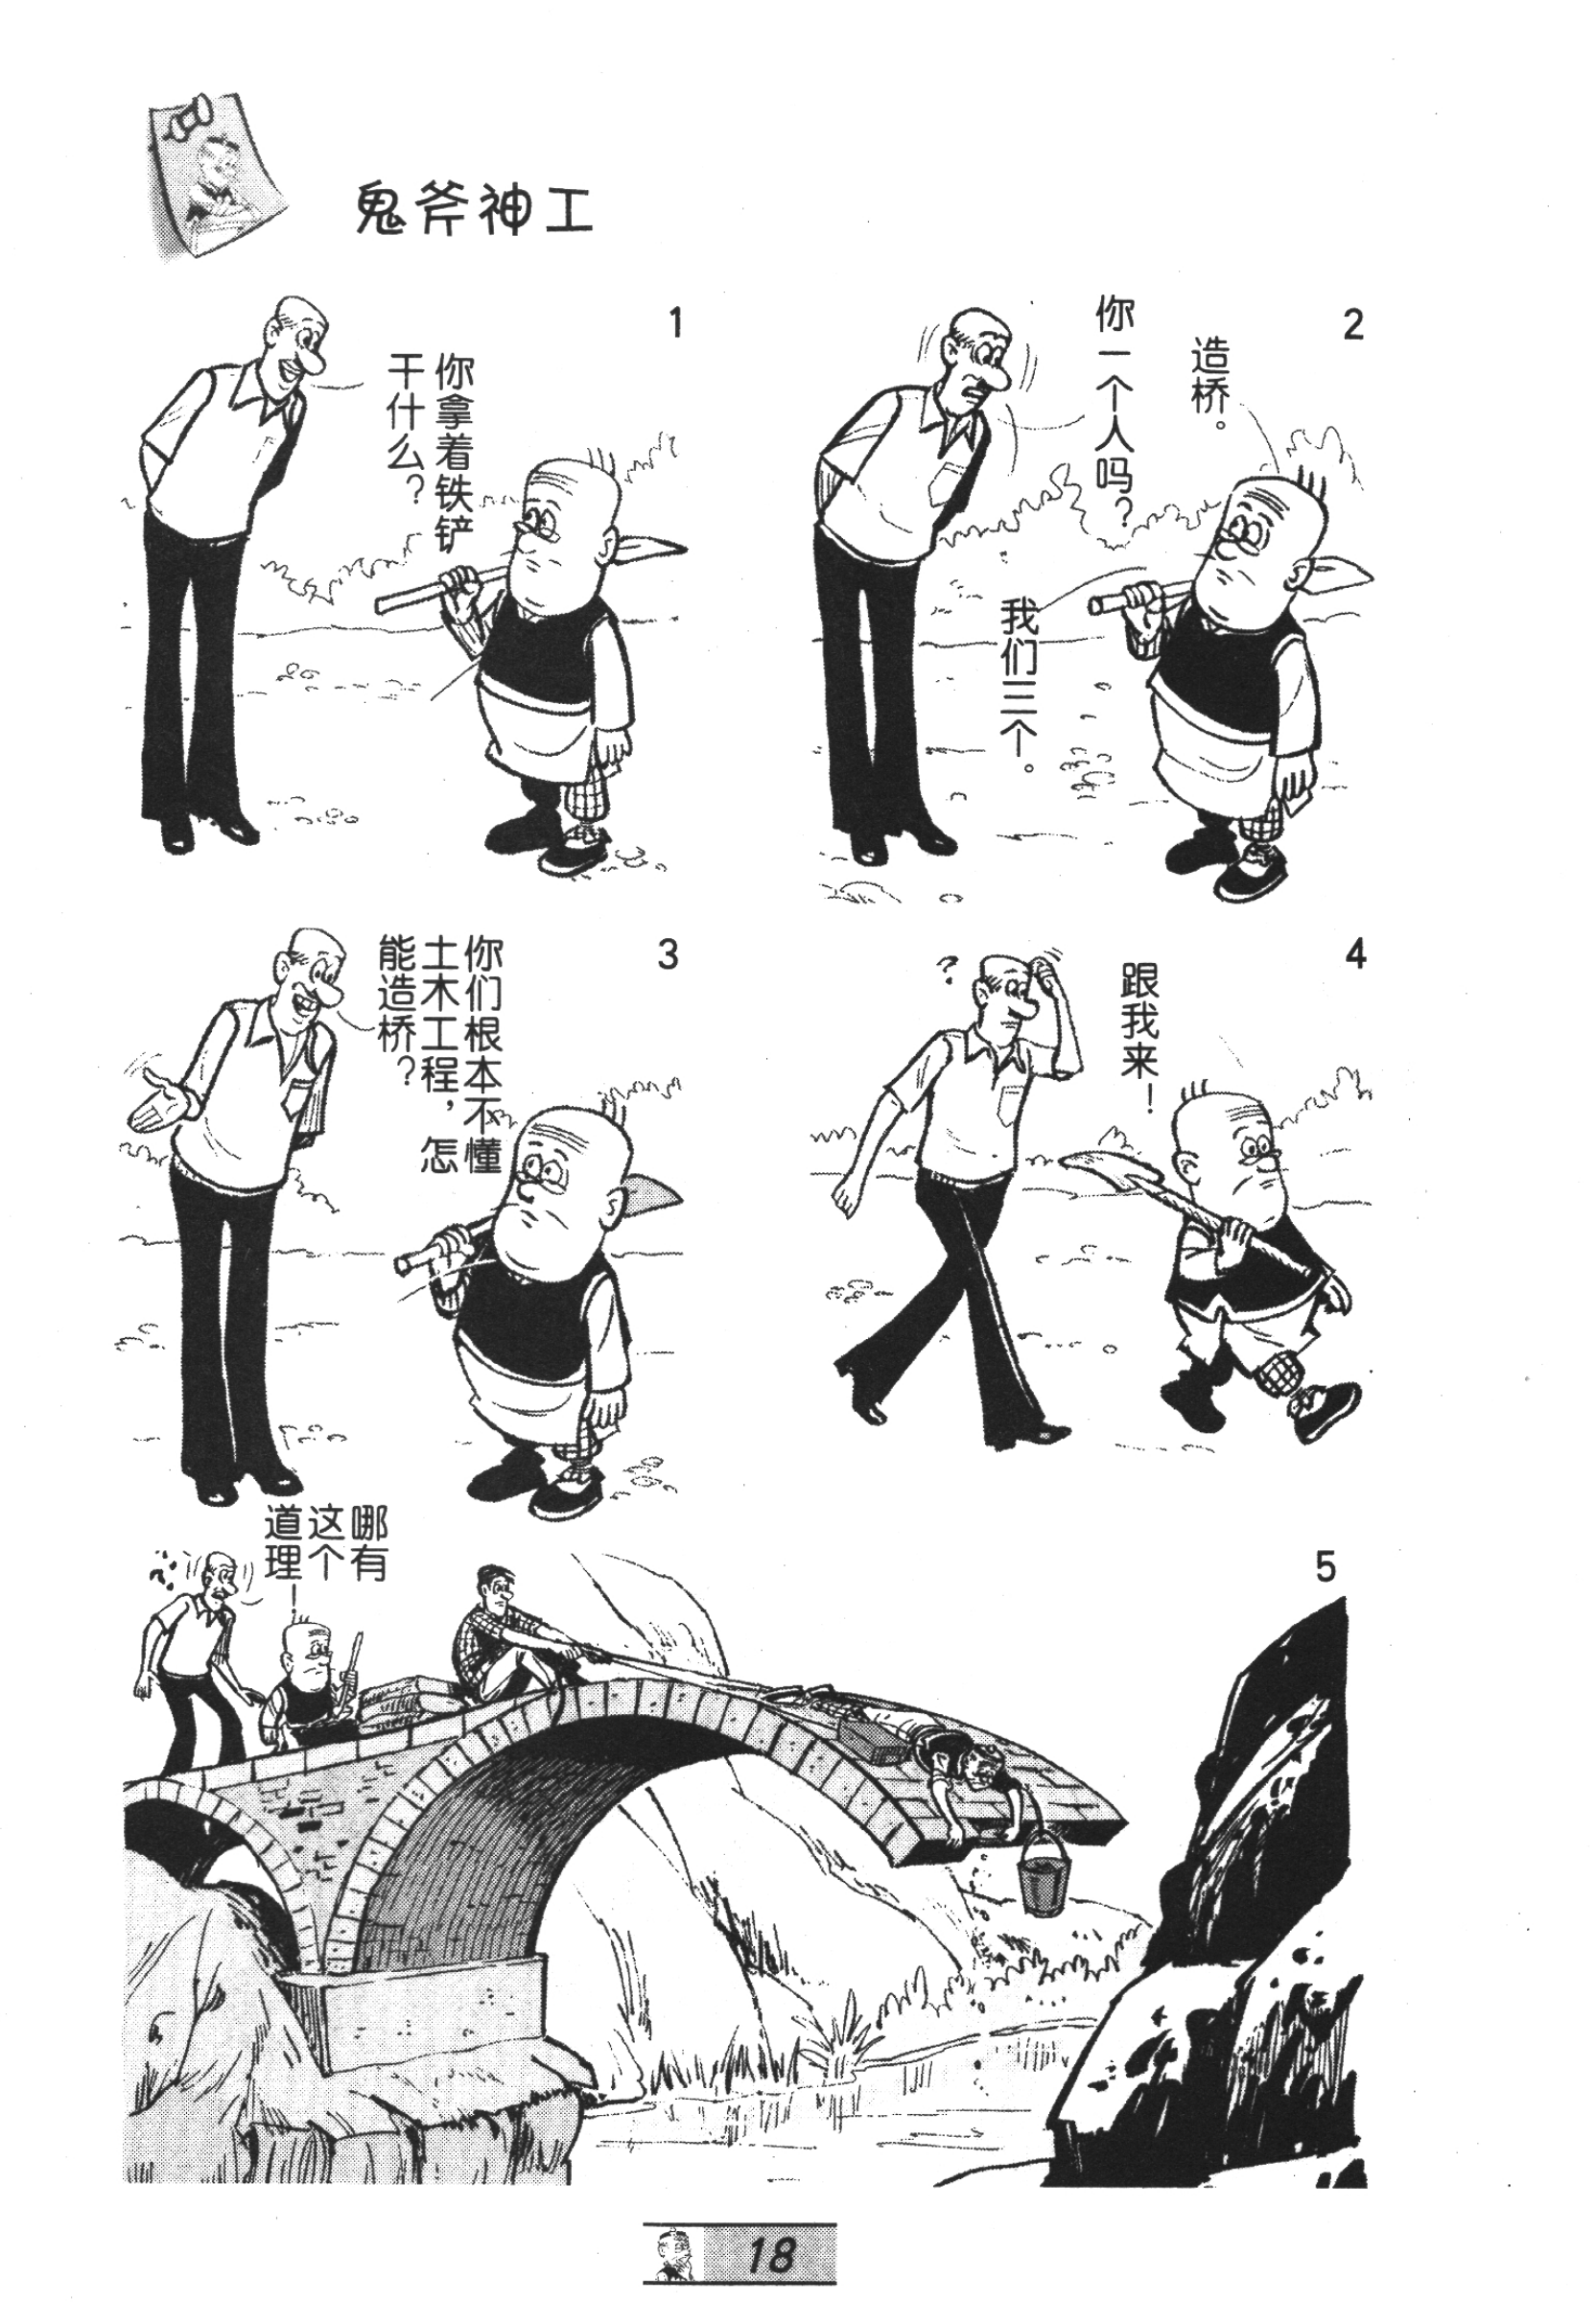 鬼斧神工
1
你拿着铁铲
干什么？
2
造桥。
你一个人吗？
我们三个。
3
你们根本不懂
土木工程，怎
能造桥？
4
？
跟我来！
5
哪有
这个
道理！
18